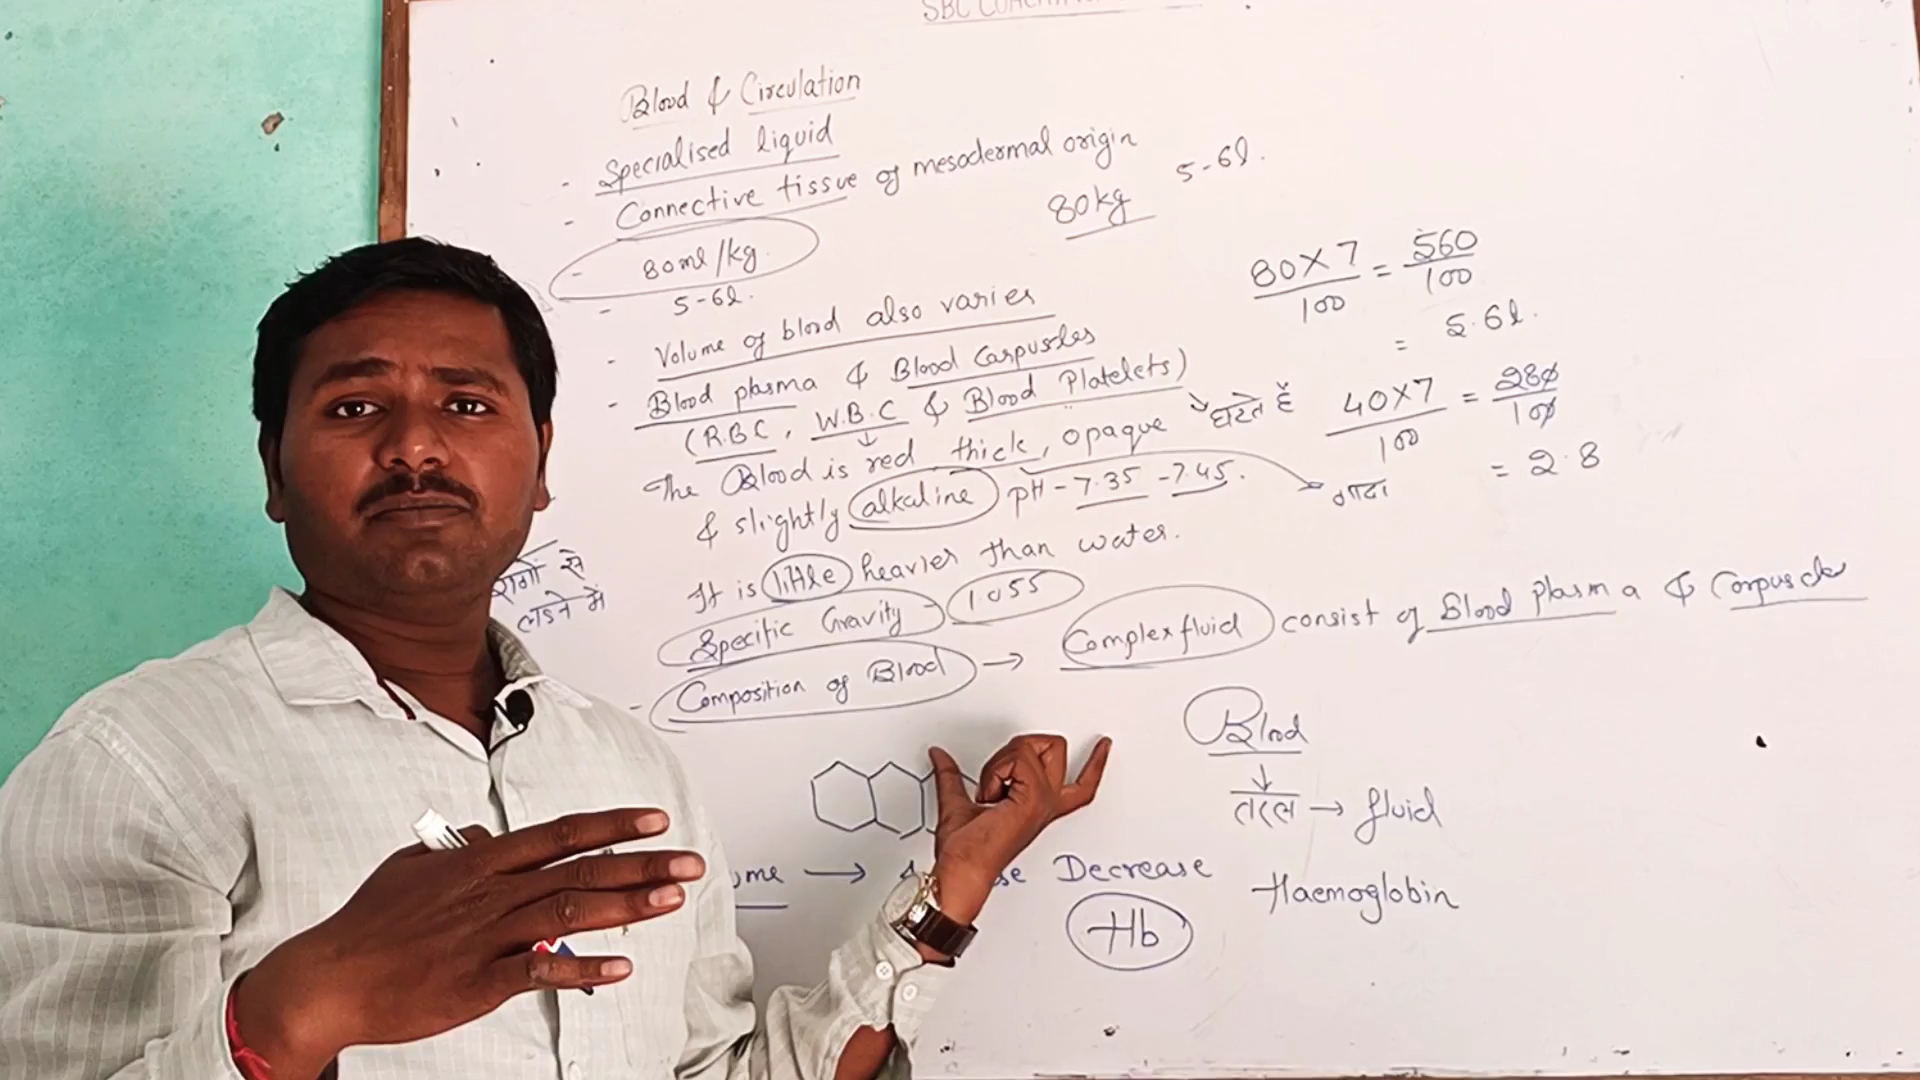 SBC
Blood & Circulation
- Specialised liquid
- Connective tissue of mesodermal origin
80kg 5-6l.
- 80ml/kg
- 5-6l.
- Volume of blood also varies
- Blood plasma & Blood Carpuscles
(R.B.C, W.B.C & Blood Platelets)
The Blood is red thick, opaque
& slightly alkaline pH - 7.35 - 7.45.
It is little heavier than water.
Specific Gravity - 1.055
- Composition of Blood → Complex fluid consist of Blood plasma & Corpuscles
80×7/100 = 560/100
= 5.6l.
घटते हैं
40×7/100 = 280/100
= 2.8
गाढा
से
लडने में
Blood
↓
तरल → fluid
ume → se Decrease
Hb
Haemoglobin